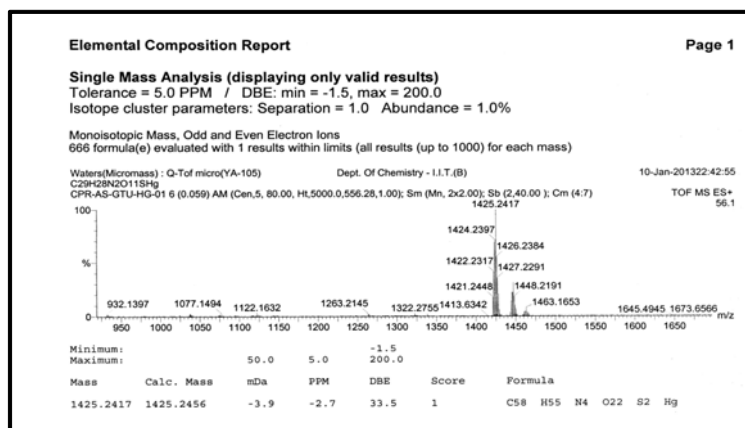 Elemental Composition Report Page 1
Single Mass Analysis (displaying only valid results)
Tolerance = 5.0 PPM / DBE: min = -1.5, max = 200.0
Isotope cluster parameters: Separation = 1.0 Abundance = 1.0%
Monoisotopic Mass, Odd and Even Electron Ions
666 formula(e) evaluated with 1 results within limits (all results (up to 1000) for each mass)
Waters(Micromass) : Q-Tof micro(YA-105) Dept. Of Chemistry - I.I.T.(B) 10-Jan-201322:42:55
C29H28N2O11SHg
CPR-AS-GTU-HG-01 6 (0.059) AM (Cen,5, 80.00, Ht,5000.0,556.28,1.00); Sm (Mn, 2x2.00); Sb (2,40.00 ); Cm (4:7) TOF MS ES+
1425.2417 56.1
100
1424.2397
1426.2384
%
1422.2317 1427.2291
1421.2448 1448.2191
932.1397 1077.1494 1122.1632 1263.2145 1322.2755 1413.6342 1463.1653 1645.4945 1673.6566
0 m/z
950 1000 1050 1100 1150 1200 1250 1300 1350 1400 1450 1500 1550 1600 1650
Minimum: -1.5
Maximum: 50.0 5.0 200.0
Mass Calc. Mass mDa PPM DBE Score Formula
1425.2417 1425.2456 -3.9 -2.7 33.5 1 C58 H55 N4 O22 S2 Hg